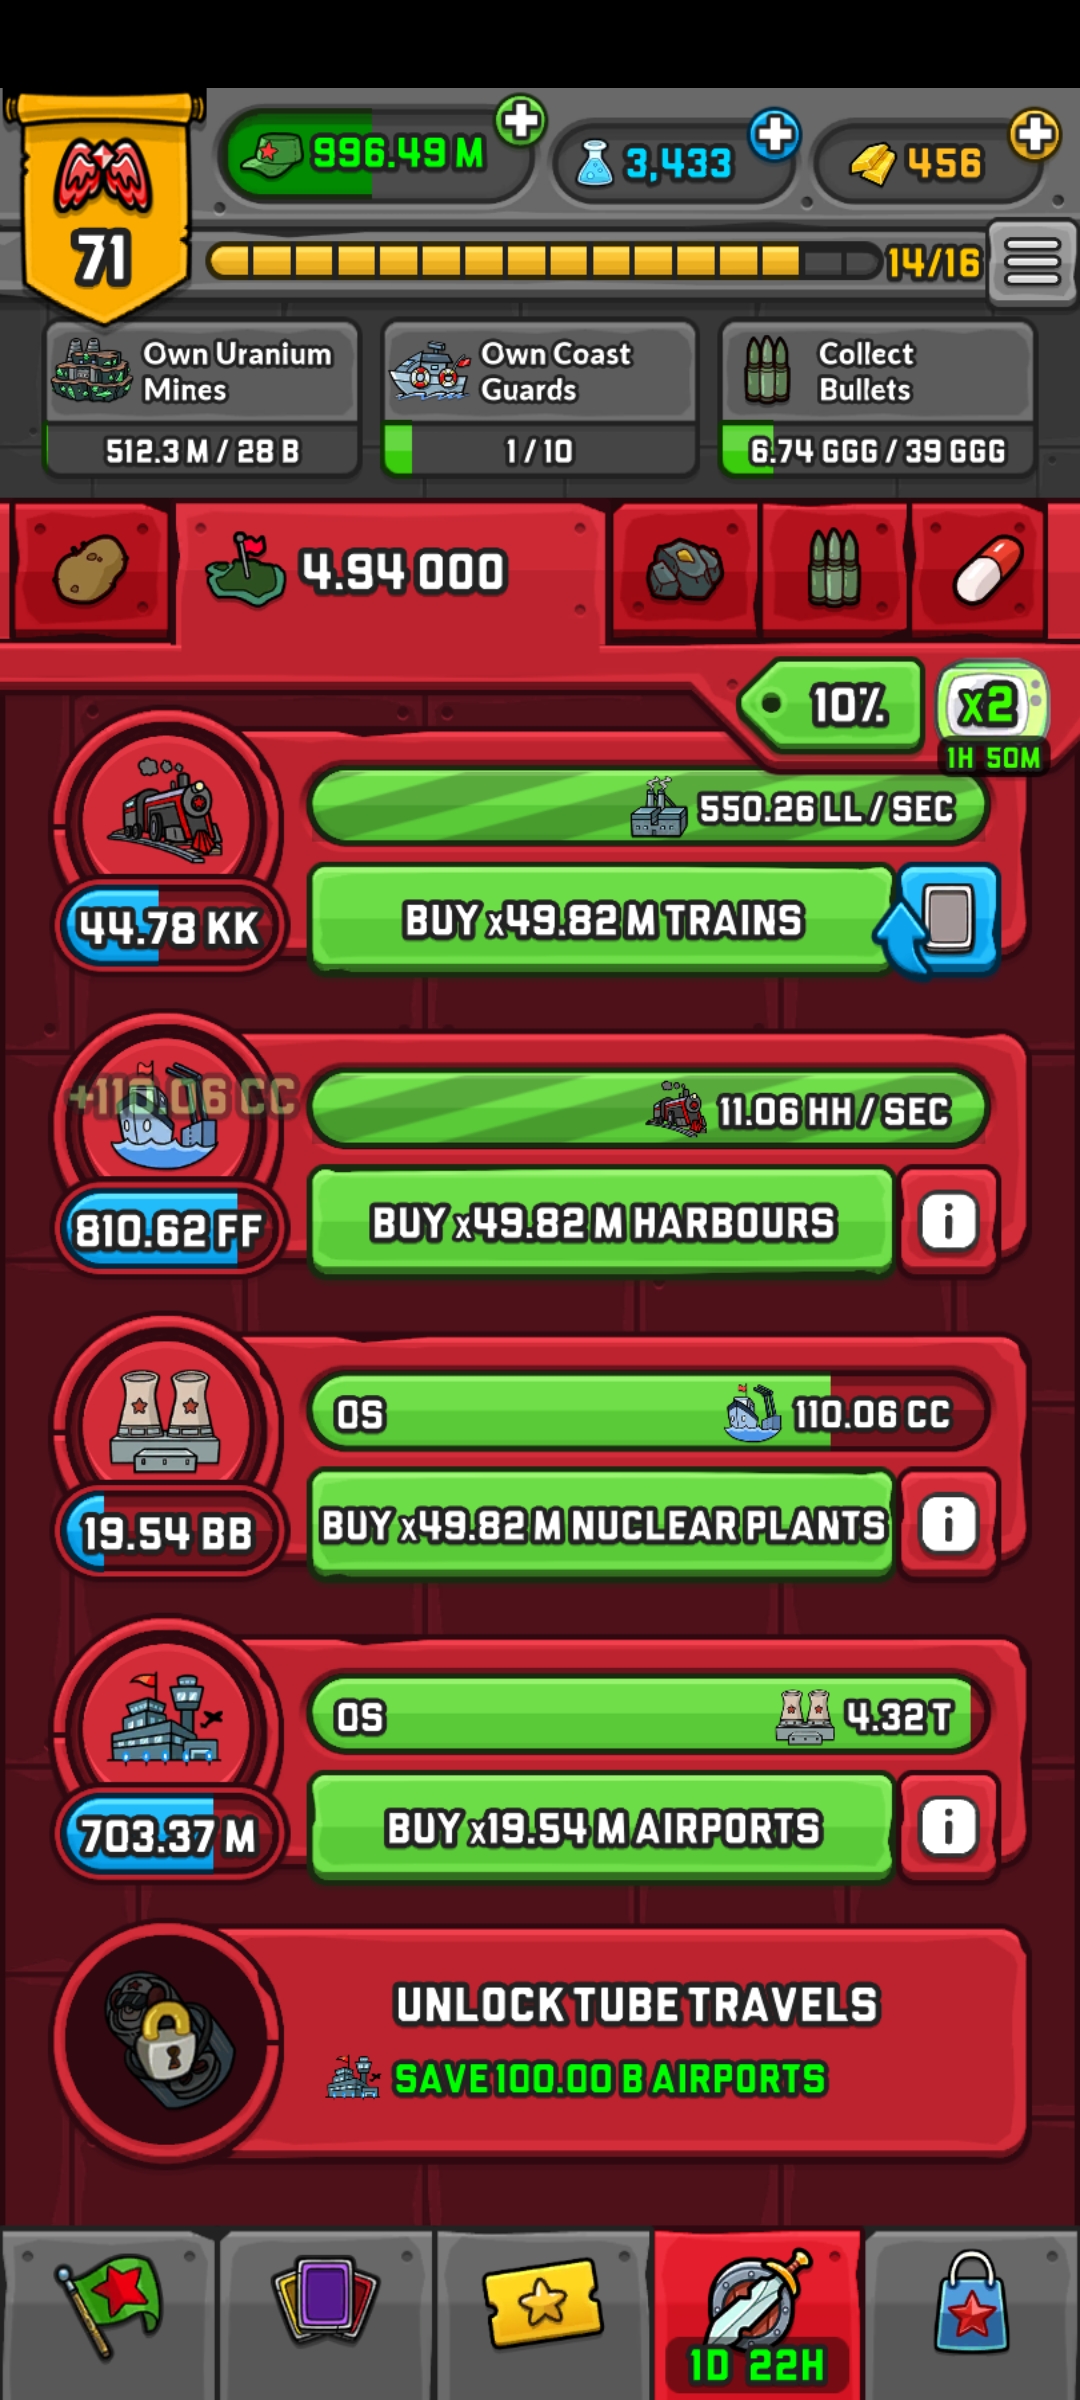 996.49 M
3,433
456
71
14/16
Own Uranium
Mines
512.3 M / 28 B
Own Coast
Guards
1 / 10
Collect
Bullets
6.74 GGG / 39 GGG
4.94 OOO
10%
x2
1H 50M
550.26 LL / SEC
44.78 KK
BUY x49.82 M TRAINS
+110.06 CC
11.06 HH / SEC
810.62 FF
BUY x49.82 M HARBOURS
i
0S
110.06 CC
19.54 BB
BUY x49.82 M NUCLEAR PLANTS
i
0S
4.32 T
703.37 M
BUY x19.54 M AIRPORTS
i
UNLOCK TUBE TRAVELS
SAVE 100.00 B AIRPORTS
1D 22H